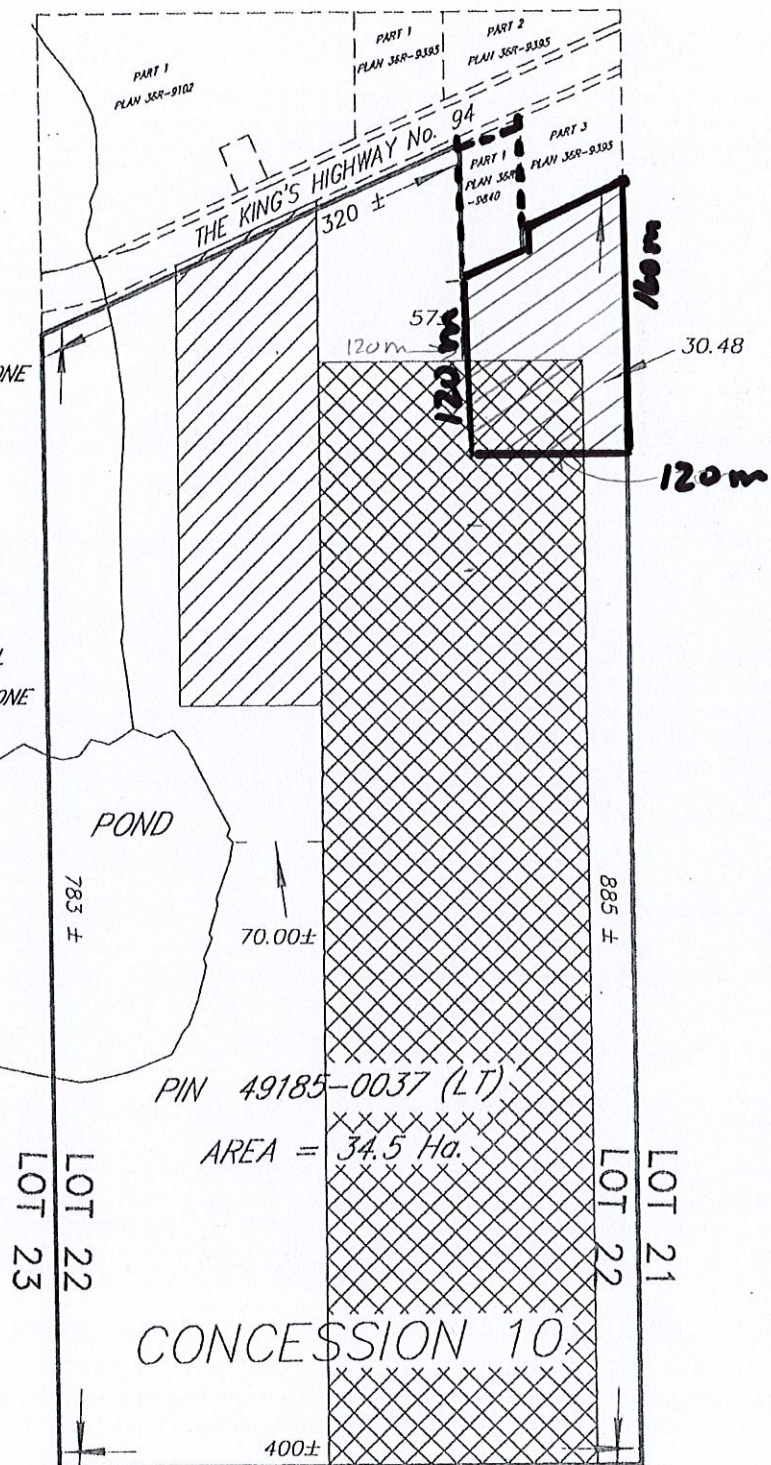 PART 1
PLAN 36R-9102
PART 1
PLAN 36R-9395
PART 2
PLAN 36R-9395
THE KING'S HIGHWAY No. 94
320 ±
PART 1
PLAN 36R
-9840
PART 3
PLAN 36R-9395
160m
57
120m
120m
30.48
120m
ONE
ONE
POND
783 ±
885 ±
70.00±
PIN 49185-0037 (LT)
AREA = 34.5 Ha.
LOT 22
LOT 23
LOT 21
LOT 22
CONCESSION 10
400±